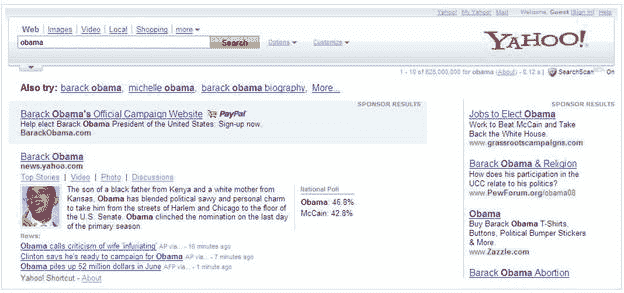 Yahoo! My Yahoo! Mail Welcome, Guest [Sign In] Help
Web | Images | Video | Local | Shopping | more
obama Search Options Customize
YAHOO!
1 - 10 of 628,000,000 for obama (About) - 0.12 s | SearchScan On
Also try: barack obama, michelle obama, barack obama biography, More...
SPONSOR RESULTS
Barack Obama's Official Campaign Website PayPal
Help elect Barack Obama President of the United States: Sign-up now.
BarackObama.com
Barack Obama
news.yahoo.com
Top Stories | Video | Photo | Discussions
The son of a black father from Kenya and a white mother from
Kansas, Obama has blended political savvy and personal charm
to take him from the streets of Harlem and Chicago to the floor of
the U.S. Senate. Obama clinched the nomination on the last day
of the primary season.
National Poll
Obama: 46.8%
McCain: 42.8%
News:
Obama calls criticism of wife 'infuriating' AP via... - 16 minutes ago
Clinton says he's ready to campaign for Obama AP via... - 7 minutes ago
Obama piles up 52 million dollars in June AFP via... - 1 minute ago
Yahoo! Shortcut - About
SPONSOR RESULTS
Jobs to Elect Obama
Work to Beat McCain and Take
Back the White House.
www.grassrootscampaigns.com
Barack Obama & Religion
How does his participation in the
UCC relate to his politics?
www.PewForum.org/obama08
Obama
Buy Barack Obama T-Shirts,
Buttons, Political Bumper Stickers
& More.
www.Zazzle.com
Barack Obama Abortion